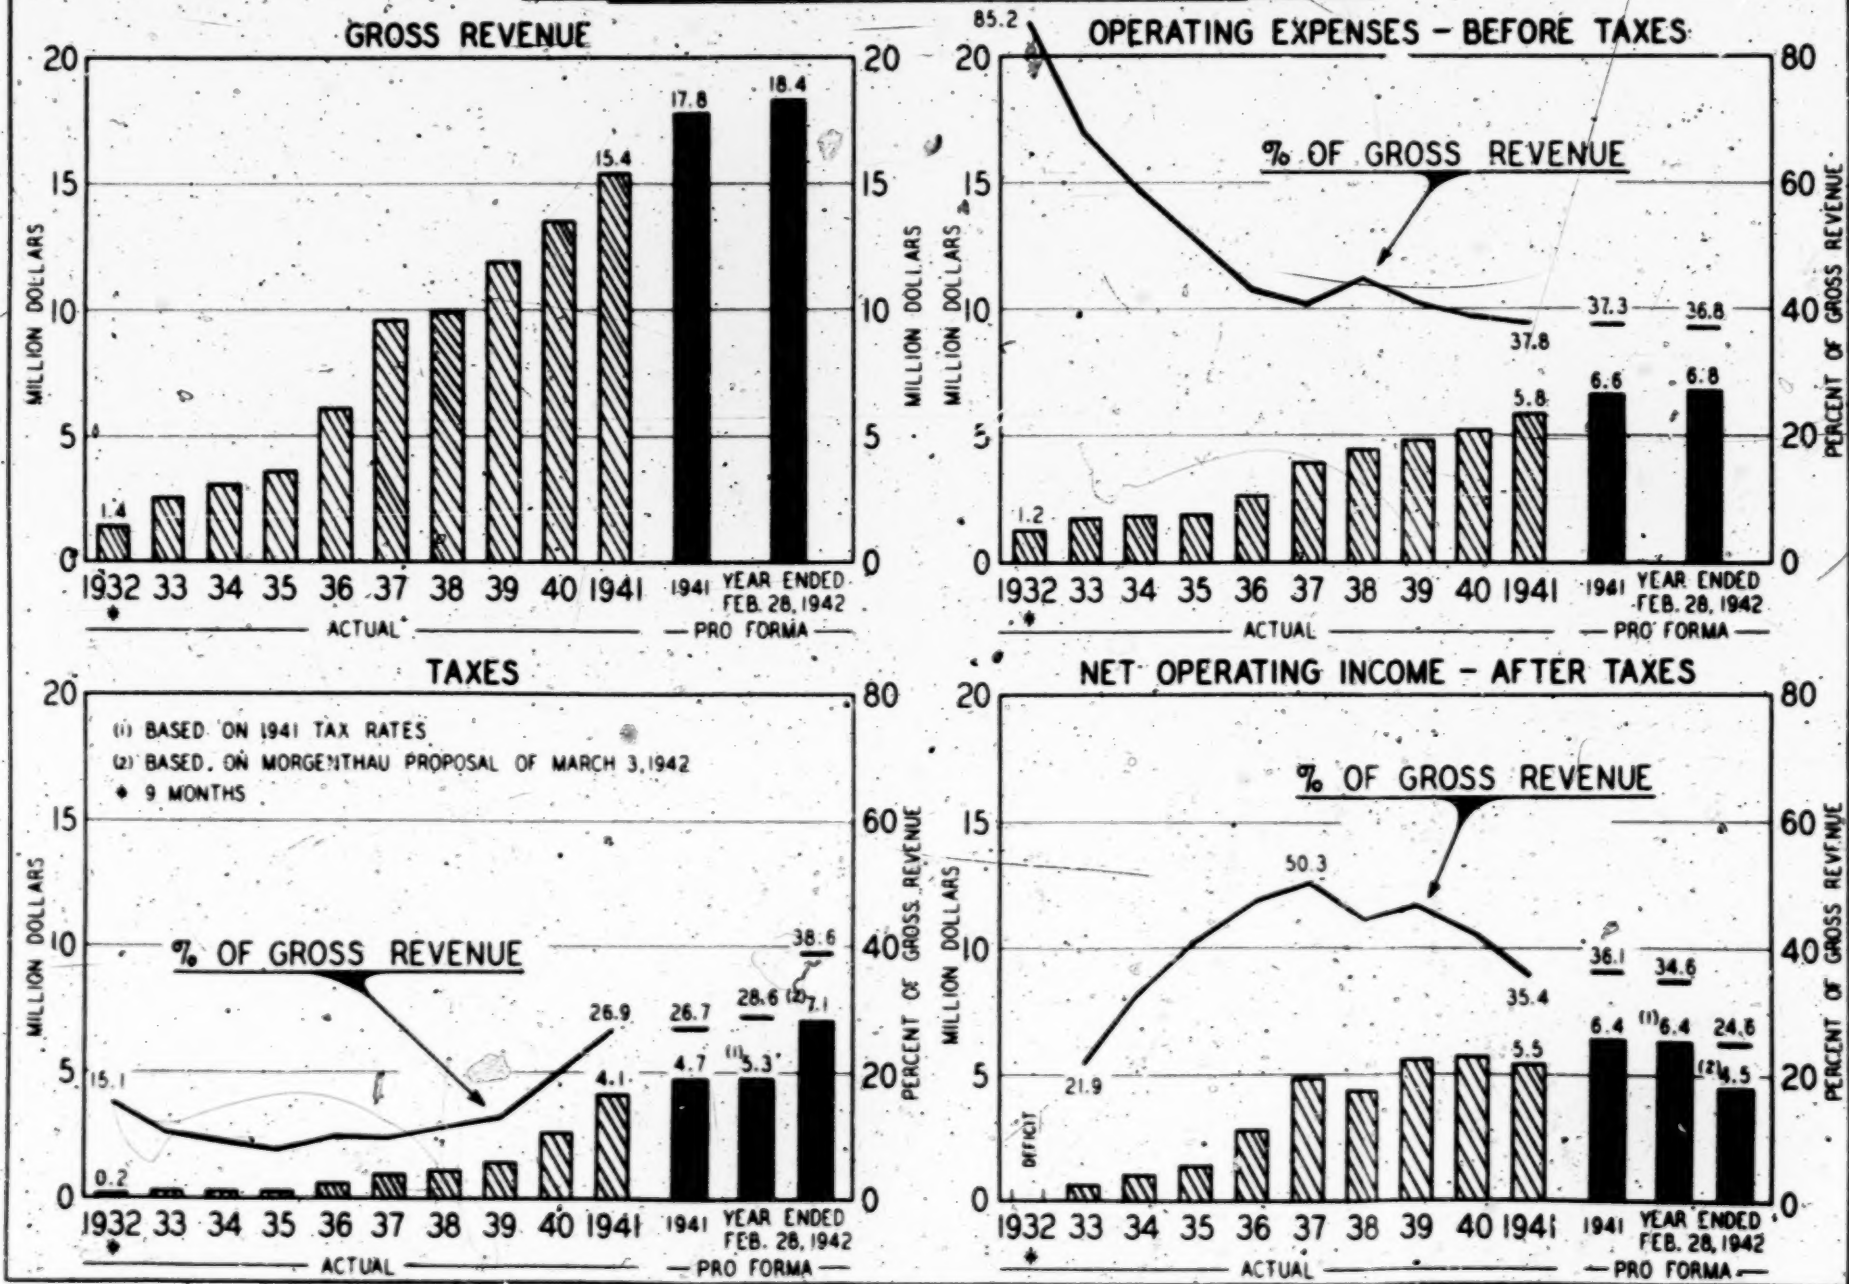 GROSS REVENUE
20 20
MILLION DOLLARS
MILLION DOLLARS
17.8 18.4
15.4
15 15
10 10
5 5
1.4
0 0
1932 33 34 35 36 37 38 39 40 1941 1941 YEAR ENDED
FEB. 28, 1942
*
ACTUAL PRO FORMA
OPERATING EXPENSES - BEFORE TAXES
85.2
20 80
% OF GROSS REVENUE
15 60
MILLION DOLLARS
PERCENT OF GROSS REVENUE
10 40
37.3 36.8
37.8
6.6 6.8
5.8
5 20
1.2
0 0
1932 33 34 35 36 37 38 39 40 1941 1941 YEAR ENDED
FEB. 28, 1942
*
ACTUAL PRO FORMA
TAXES
20 80
(1) BASED ON 1941 TAX RATES
(2) BASED ON MORGENTHAU PROPOSAL OF MARCH 3, 1942
* 9 MONTHS
15 60
MILLION DOLLARS
PERCENT OF GROSS REVENUE
10 40
38.6
% OF GROSS REVENUE
26.9 26.7 28.6 (2) 7.1
4.1 4.7 (1) 5.3
5 20
15.1
0.2
0 0
1932 33 34 35 36 37 38 39 40 1941 1941 YEAR ENDED
FEB. 28, 1942
*
ACTUAL PRO FORMA
NET OPERATING INCOME - AFTER TAXES
20 80
% OF GROSS REVENUE
15 60
MILLION DOLLARS
PERCENT OF GROSS REVENUE
50.3
10 40
36.1 34.6
35.4
6.4 (1) 6.4 24.6
5.5
(2) 4.5
5 20
21.9
DEFICIT
0 0
1932 33 34 35 36 37 38 39 40 1941 1941 YEAR ENDED
FEB. 28, 1942
*
ACTUAL PRO FORMA